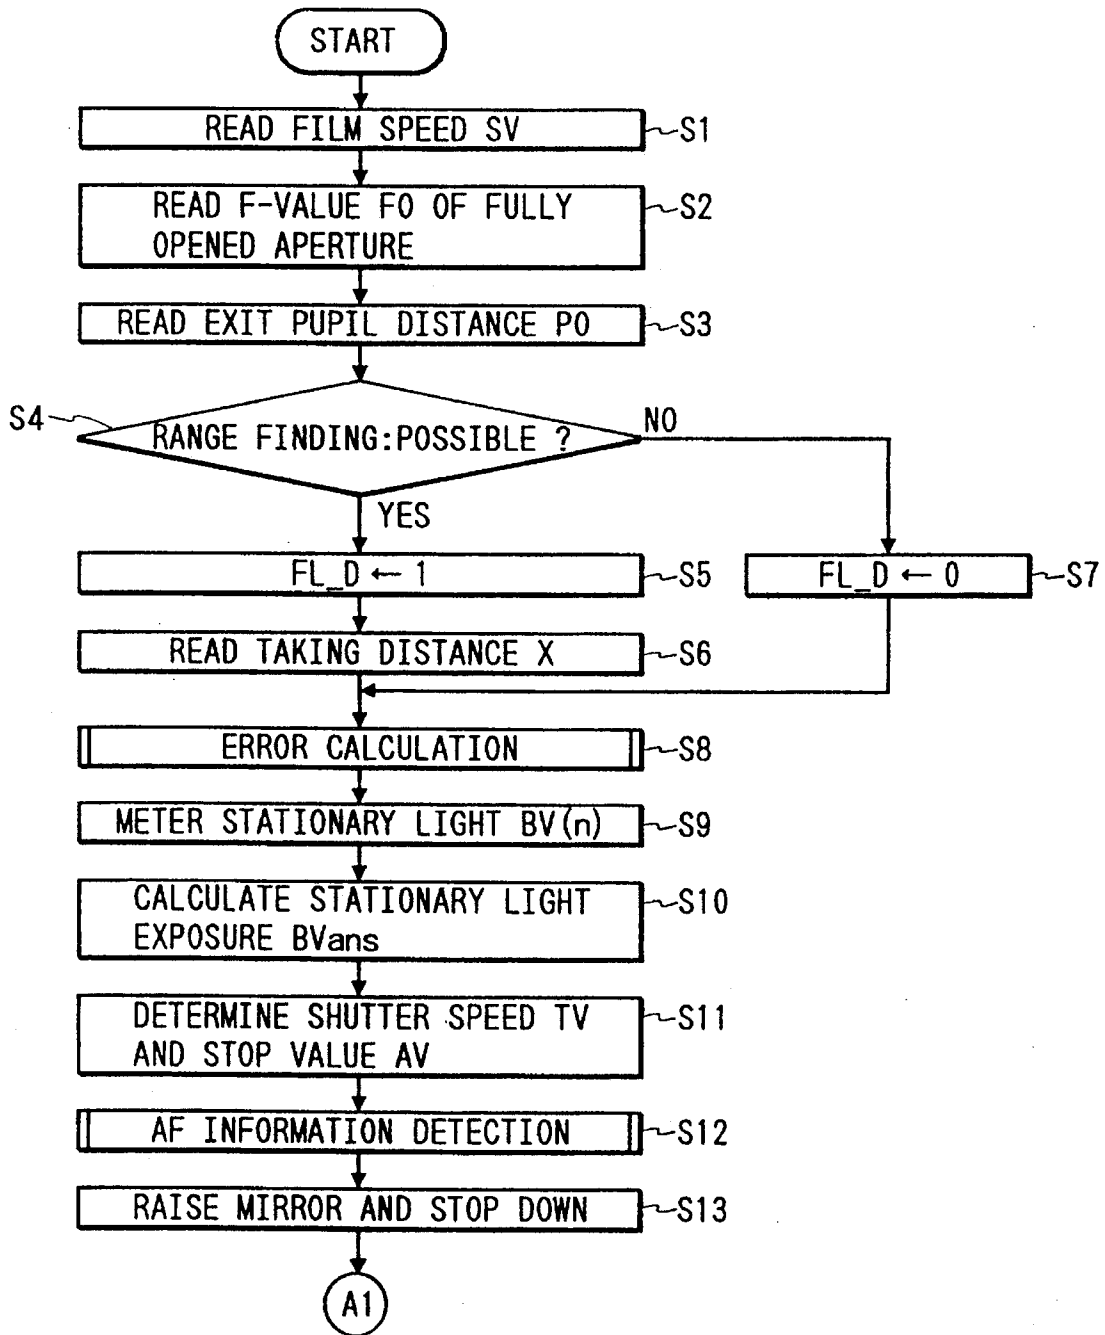 START
READ FILM SPEED SV
S1
READ F-VALUE F0 OF FULLY
OPENED APERTURE
S2
READ EXIT PUPIL DISTANCE P0
S3
S4
RANGE FINDING:POSSIBLE ?
NO
YES
FL_D ← 1
S5
FL_D ← 0
S7
READ TAKING DISTANCE X
S6
ERROR CALCULATION
S8
METER STATIONARY LIGHT BV(n)
S9
CALCULATE STATIONARY LIGHT
EXPOSURE BVans
S10
DETERMINE SHUTTER SPEED TV
AND STOP VALUE AV
S11
AF INFORMATION DETECTION
S12
RAISE MIRROR AND STOP DOWN
S13
A1